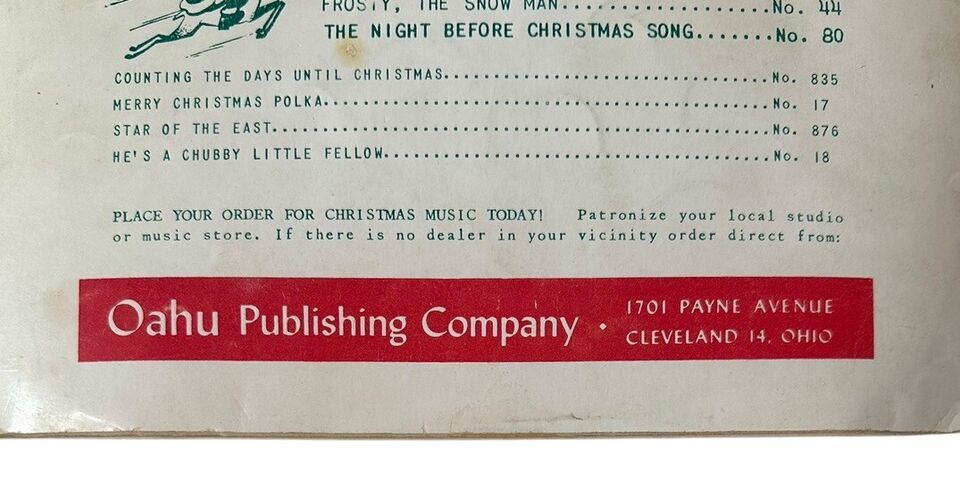 FROSTY, THE SNOW MAN..................No. 44
THE NIGHT BEFORE CHRISTMAS SONG.......No. 80
COUNTING THE DAYS UNTIL CHRISTMAS.................................No. 835
MERRY CHRISTMAS POLKA.............................................No. 17
STAR OF THE EAST..................................................No. 876
HE'S A CHUBBY LITTLE FELLOW.......................................No. 18
PLACE YOUR ORDER FOR CHRISTMAS MUSIC TODAY! Patronize your local studio
or music store. If there is no dealer in your vicinity order direct from:
Oahu Publishing Company · 1701 PAYNE AVENUE
CLEVELAND 14, OHIO